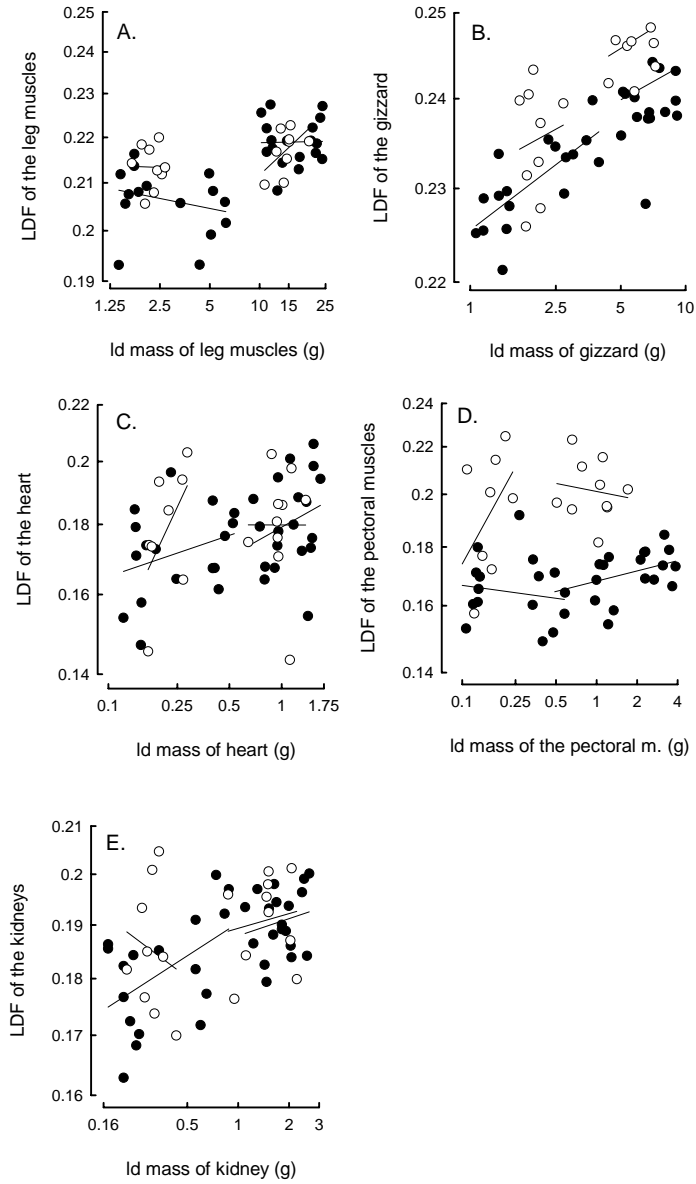 A.
LDF of the leg muscles
0.25
0.24
0.23
0.22
0.21
0.20
0.19
1.25 2.5 5 10 15 25
ld mass of leg muscles (g)
B.
LDF of the gizzard
0.25
0.24
0.23
0.22
1 2.5 5 10
ld mass of gizzard (g)
C.
LDF of the heart
0.22
0.2
0.18
0.16
0.14
0.1 0.25 0.5 1 1.75
ld mass of heart (g)
D.
LDF of the pectoral muscles
0.24
0.22
0.2
0.18
0.16
0.14
0.1 0.25 0.5 1 2 4
ld mass of the pectoral m. (g)
E.
LDF of the kidneys
0.21
0.2
0.19
0.18
0.17
0.16
0.16 0.5 1 2 3
ld mass of kidney (g)